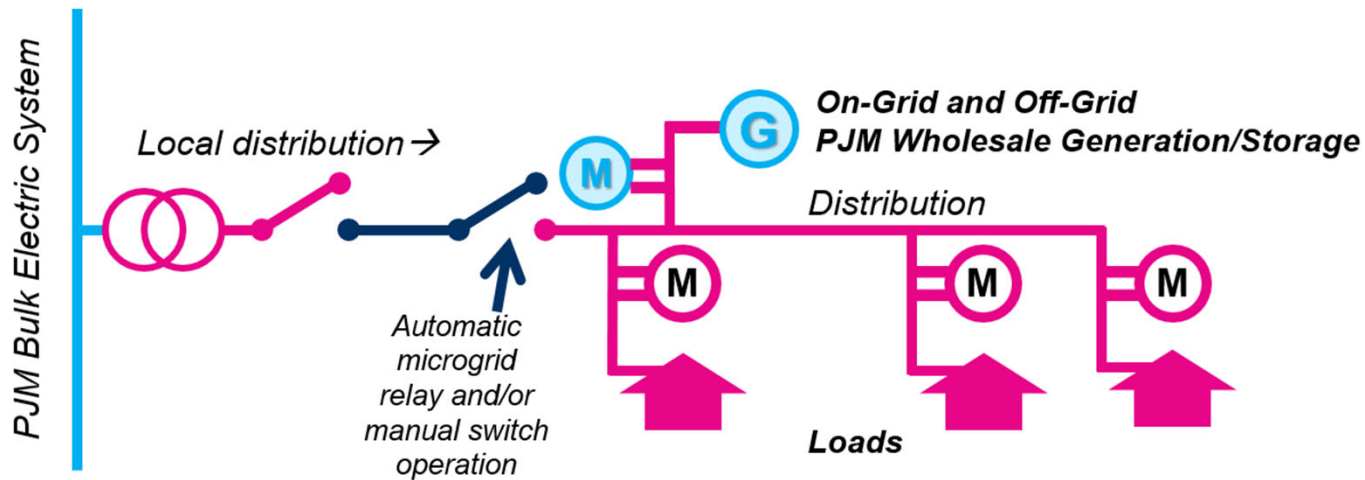 PJM Bulk Electric System
Local distribution →
G
On-Grid and Off-Grid
PJM Wholesale Generation/Storage
M
Distribution
M
M
M
Automatic
microgrid
relay and/or
manual switch
operation
Loads